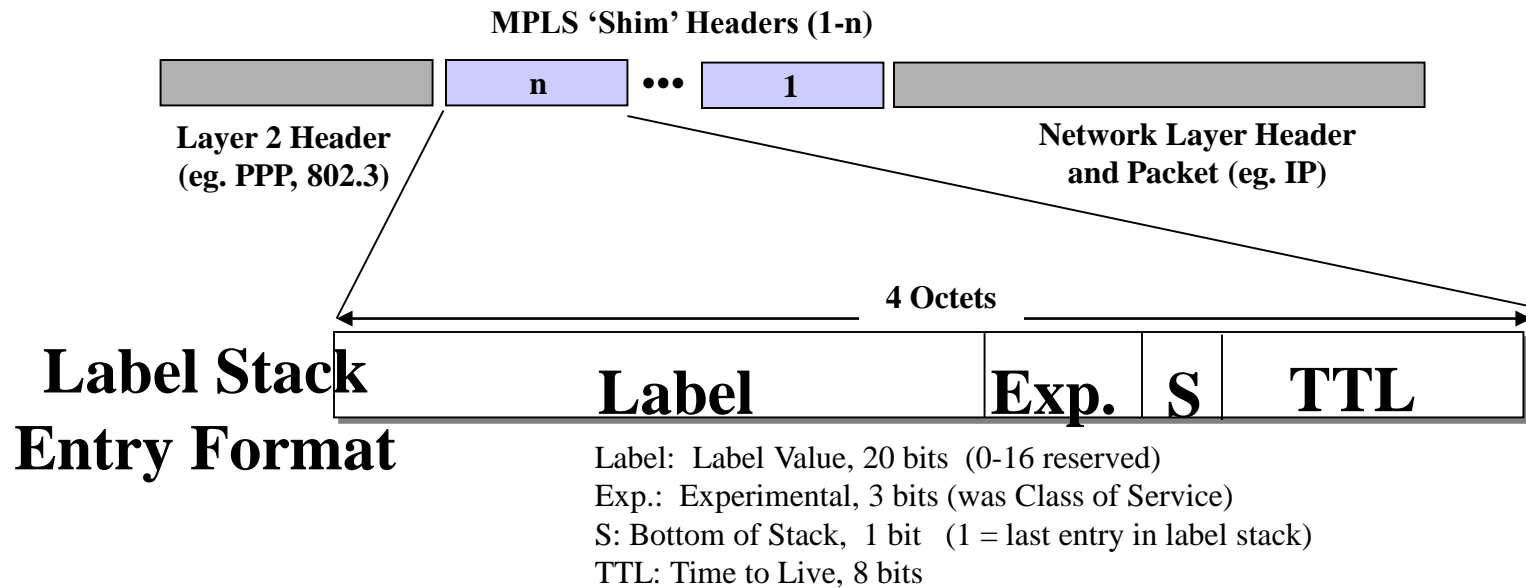 MPLS ‘Shim’ Headers (1-n)
n ••• 1
Layer 2 Header
(eg. PPP, 802.3)
Network Layer Header
and Packet (eg. IP)
4 Octets
Label Stack
Entry Format
Label Exp. S TTL
Label: Label Value, 20 bits (0-16 reserved)
Exp.: Experimental, 3 bits (was Class of Service)
S: Bottom of Stack, 1 bit (1 = last entry in label stack)
TTL: Time to Live, 8 bits